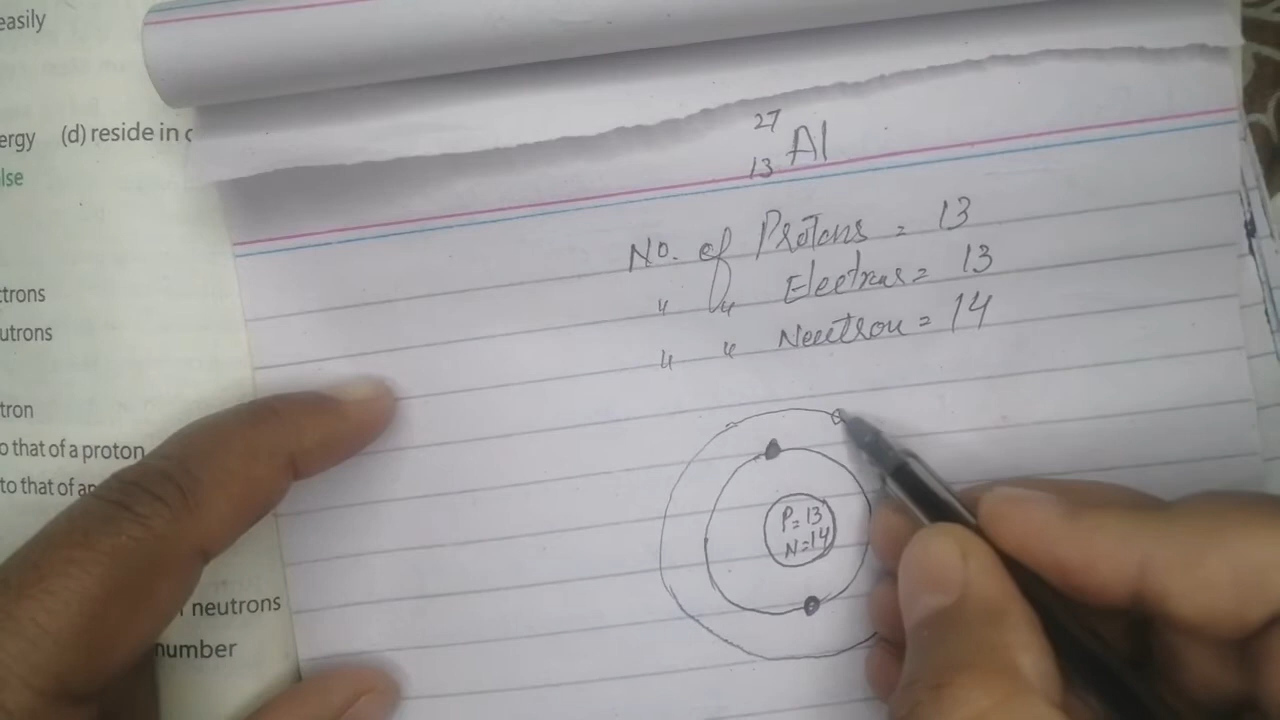 easily
ergy (d) reside in
lse
ctrons
utrons
tron
o that of a proton
to that of an
neutrons
number
27
13 Al
No. of Protons = 13
" " Electrons = 13
" " Neutron = 14
P = 13
N = 14